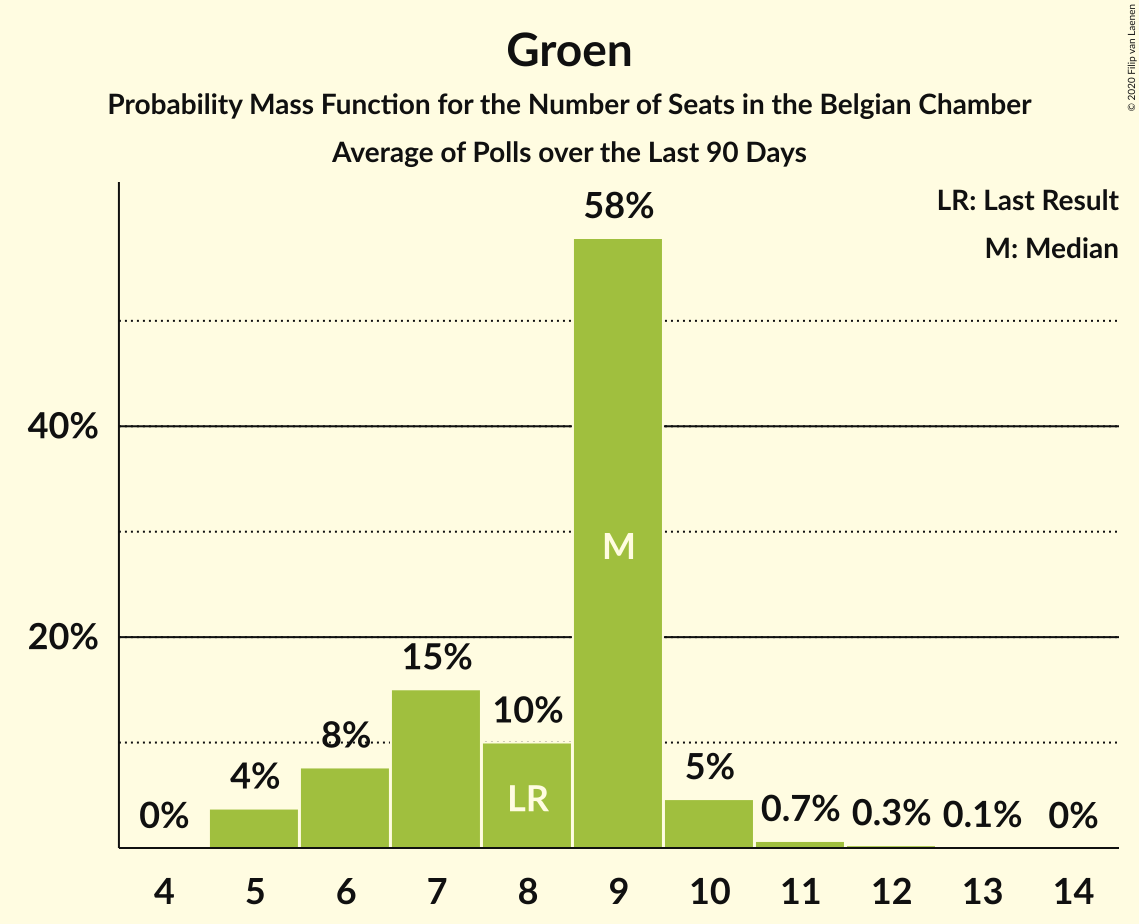 Groen
Probability Mass Function for the Number of Seats in the Belgian Chamber
Average of Polls over the Last 90 Days
© 2020 Filip van Laenen
LR: Last Result
M: Median
58%
40%
M
20%
15%
10%
8%
5%
4%
LR
0%
0.7%
0.3%
0.1%
0%
4 5 6 7 8 9 10 11 12 13 14